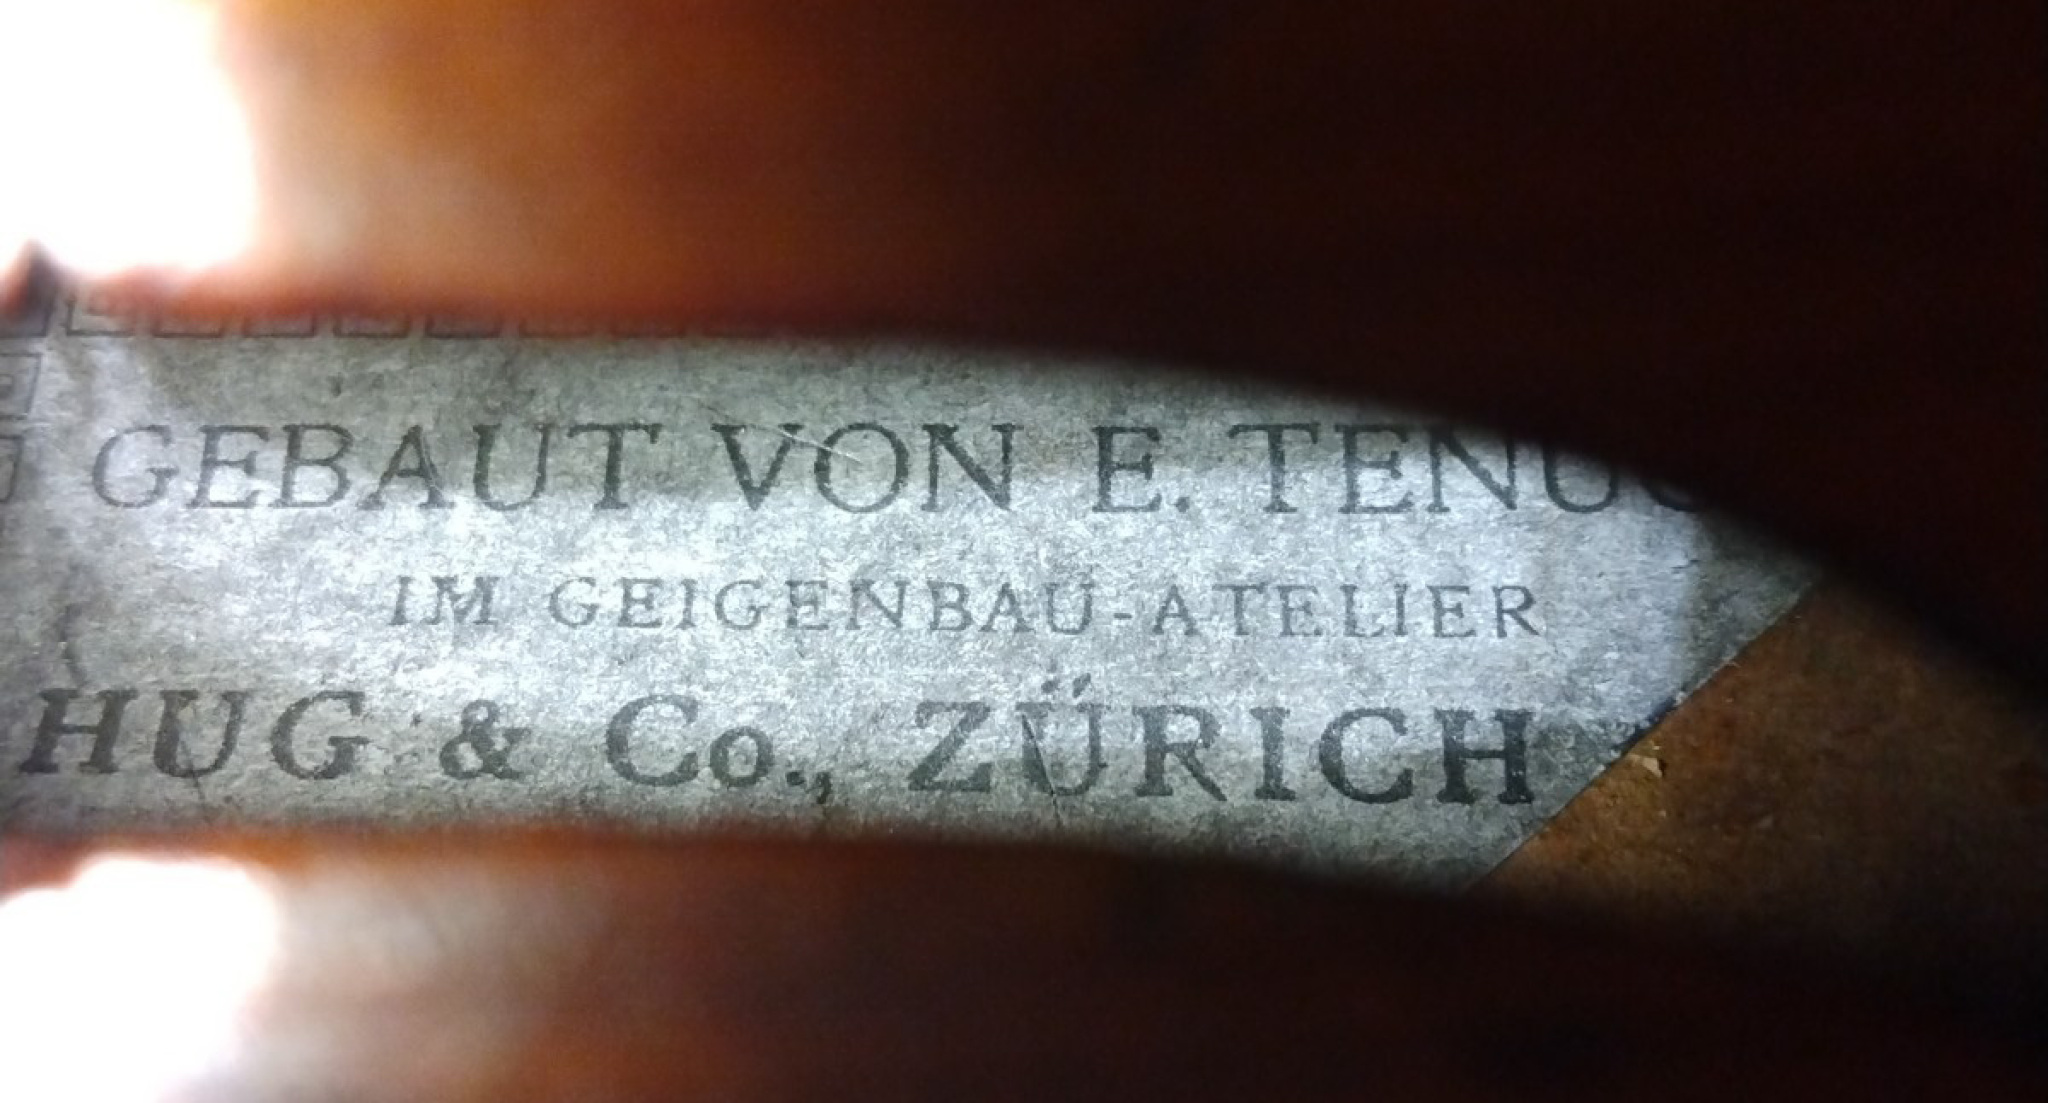 GEBAUT VON E.
IM GEIGENBAU-ATELIER
HUG & Co., ZÜRICH